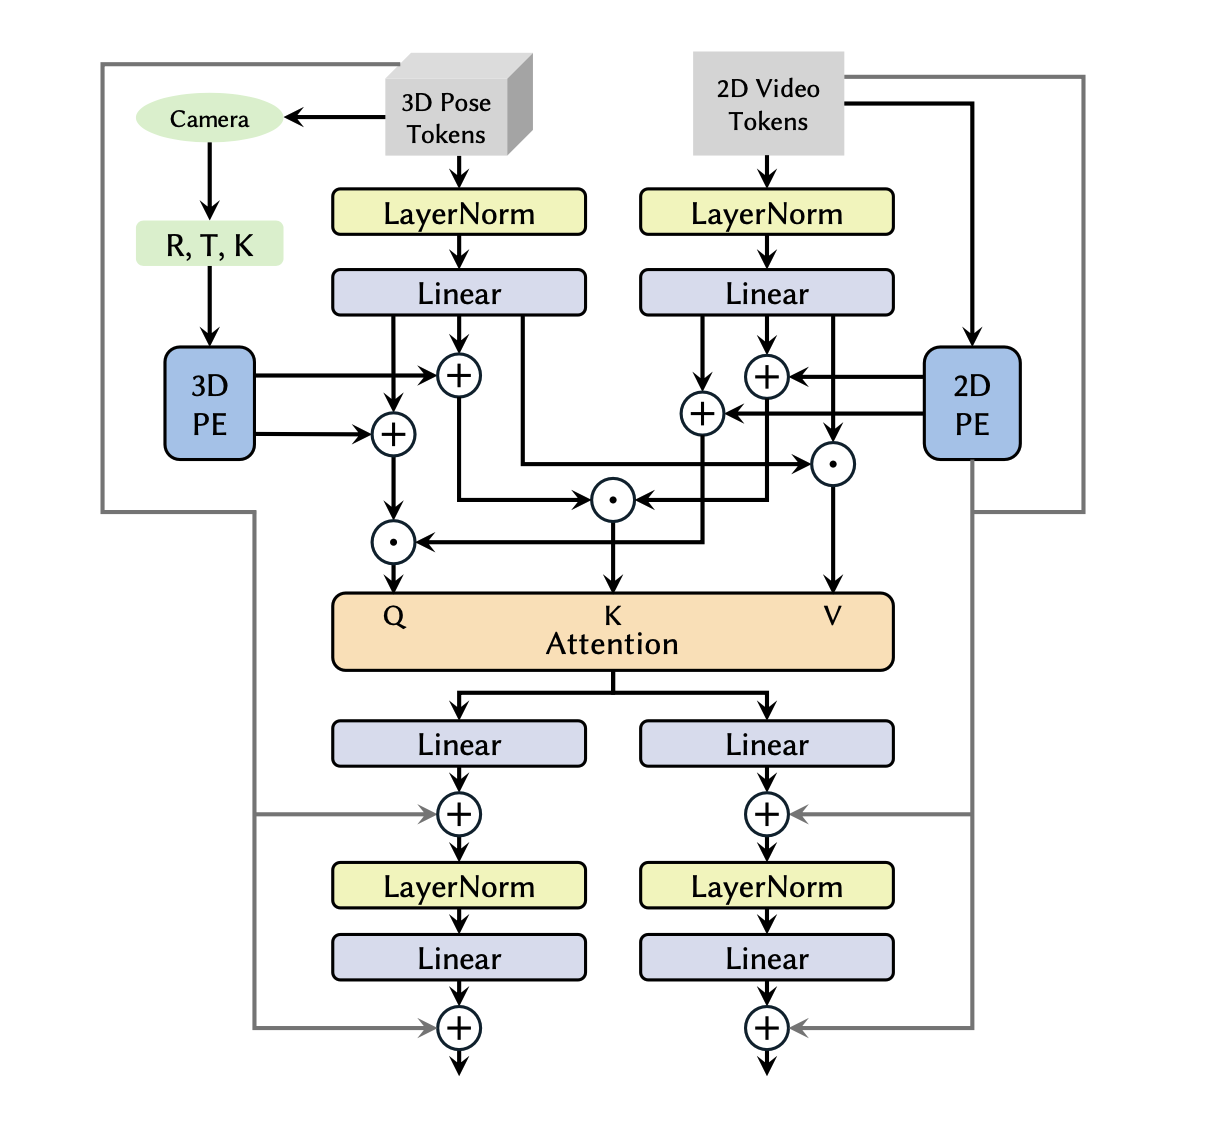 3D Pose
Tokens
2D Video
Tokens
Camera
LayerNorm
LayerNorm
R, T, K
Linear
Linear
3D
PE
2D
PE
Q
K
V
Attention
Linear
Linear
LayerNorm
LayerNorm
Linear
Linear